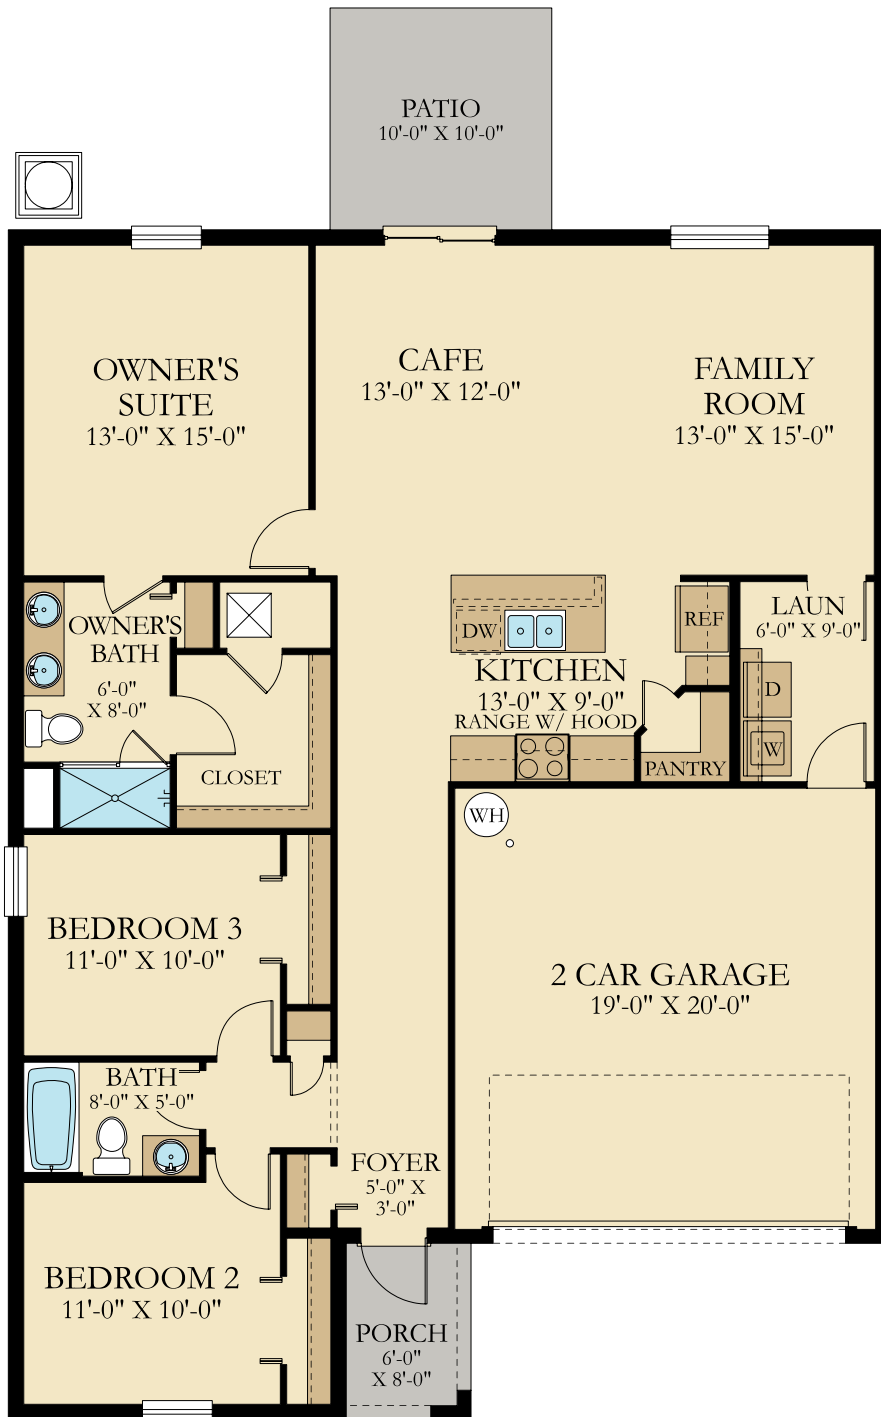 PATIO
10'-0" X 10'-0"
OWNER'S
SUITE
13'-0" X 15'-0"
CAFE
13'-0" X 12'-0"
FAMILY
ROOM
13'-0" X 15'-0"
OWNER'S
BATH
6'-0"
X 8'-0"
CLOSET
DW
REF
KITCHEN
13'-0" X 9'-0"
RANGE W/ HOOD
PANTRY
LAUN
6'-0" X 9'-0"
D
W
WH
BEDROOM 3
11'-0" X 10'-0"
2 CAR GARAGE
19'-0" X 20'-0"
BATH
8'-0" X 5'-0"
FOYER
5'-0" X
3'-0"
BEDROOM 2
11'-0" X 10'-0"
PORCH
6'-0"
X 8'-0"